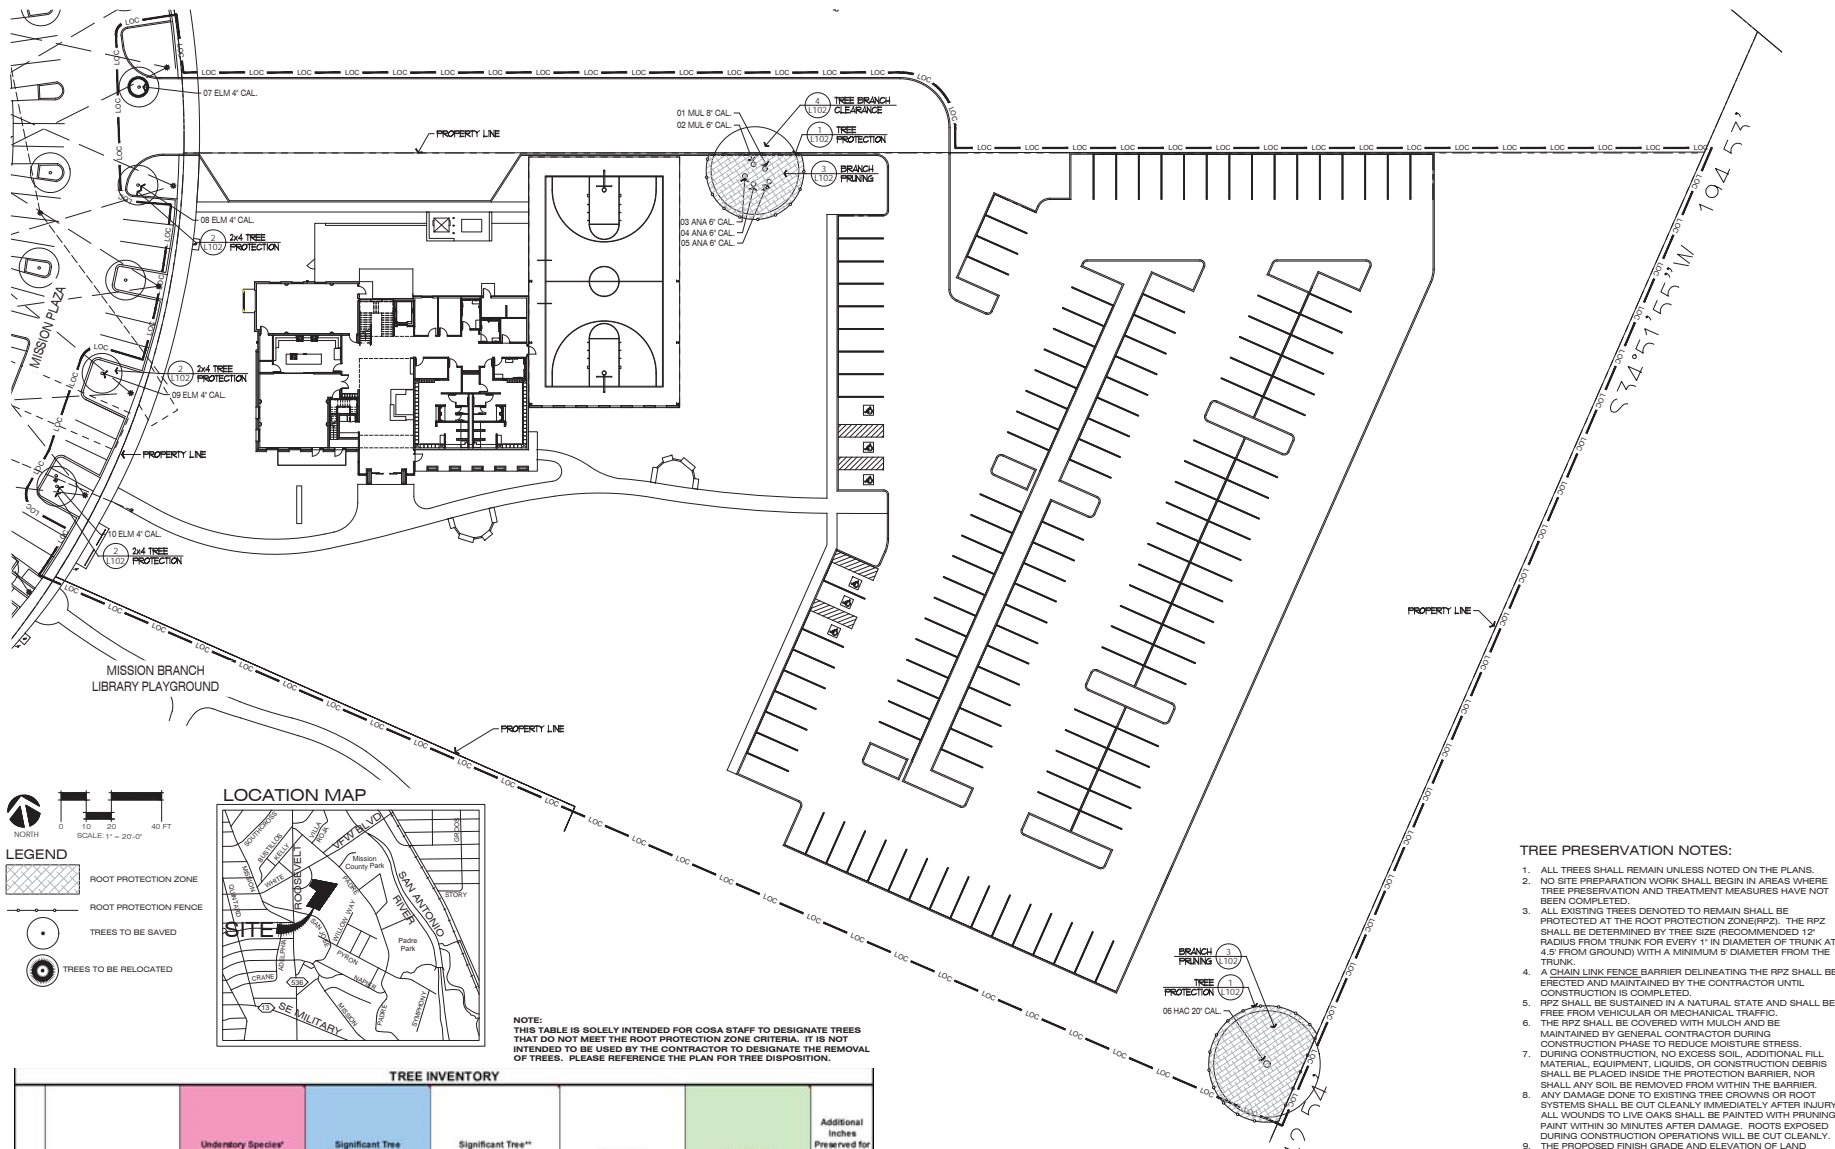 07 ELM 4" CAL.
PROPERTY LINE
01 MUL 8" CAL.
02 MUL 6" CAL.
4
L102
TREE BRANCH
CLEARANCE
1
L102
TREE
PROTECTION
3
L102
BRANCH
PRUNING
03 ANA 6" CAL.
04 ANA 6" CAL.
05 ANA 6" CAL.
08 ELM 4" CAL.
2
L102
2x4 TREE
PROTECTION
MISSION PLAZA
2
L102
2x4 TREE
PROTECTION
09 ELM 4" CAL.
PROPERTY LINE
10 ELM 4" CAL.
2
L102
2x4 TREE
PROTECTION
S34°51'55"W 194.53'
PROPERTY LINE
MISSION BRANCH
LIBRARY PLAYGROUND
PROPERTY LINE
NORTH
0 10 20 40 FT
SCALE: 1" = 20'-0"
LEGEND
ROOT PROTECTION ZONE
ROOT PROTECTION FENCE
TREES TO BE SAVED
TREES TO BE RELOCATED
LOCATION MAP
SOUTHCROSS
BUSTILLOS
KELLY
VILLA
ROJA
VFW BLVD
GROOS
MISSION
WHITE
ROOSEVELT
Mission
County Park
PADRE
SAN ANTONIO
RIVER
STORY
QUINTARD
SITE
SAN JOSE
WILLOW WAY
Padre
Park
ADELPHIA
PYRON
CRANE
536
NAPIER
13
SE MILITARY
MISSION
PADRE
SYMPHONY
NOTE:
THIS TABLE IS SOLELY INTENDED FOR COSA STAFF TO DESIGNATE TREES
THAT DO NOT MEET THE ROOT PROTECTION ZONE CRITERIA. IT IS NOT
INTENDED TO BE USED BY THE CONTRACTOR TO DESIGNATE THE REMOVAL
OF TREES. PLEASE REFERENCE THE PLAN FOR TREE DISPOSITION.
TREE INVENTORY
Understory Species*
Significant Tree
Significant Tree**
Additional
Inches
Preserved for
BRANCH
PRUNING
3
L102
TREE
PROTECTION
1
L102
06 HAC 20" CAL.
TREE PRESERVATION NOTES:
1. ALL TREES SHALL REMAIN UNLESS NOTED ON THE PLANS.
2. NO SITE PREPARATION WORK SHALL BEGIN IN AREAS WHERE
TREE PRESERVATION AND TREATMENT MEASURES HAVE NOT
BEEN COMPLETED.
3. ALL EXISTING TREES DENOTED TO REMAIN SHALL BE
PROTECTED AT THE ROOT PROTECTION ZONE(RPZ). THE RPZ
SHALL BE DETERMINED BY TREE SIZE (RECOMMENDED 12"
RADIUS FROM TRUNK FOR EVERY 1" IN DIAMETER OF TRUNK AT
4.5' FROM GROUND) WITH A MINIMUM 5' DIAMETER FROM THE
TRUNK.
4. A CHAIN LINK FENCE BARRIER DELINEATING THE RPZ SHALL BE
ERECTED AND MAINTAINED BY THE CONTRACTOR UNTIL
CONSTRUCTION IS COMPLETED.
5. RPZ SHALL BE SUSTAINED IN A NATURAL STATE AND SHALL BE
FREE FROM VEHICULAR OR MECHANICAL TRAFFIC.
6. THE RPZ SHALL BE COVERED WITH MULCH AND BE
MAINTAINED BY GENERAL CONTRACTOR DURING
CONSTRUCTION PHASE TO REDUCE MOISTURE STRESS.
7. DURING CONSTRUCTION, NO EXCESS SOIL, ADDITIONAL FILL
MATERIAL, EQUIPMENT, LIQUIDS, OR CONSTRUCTION DEBRIS
SHALL BE PLACED INSIDE THE PROTECTION BARRIER, NOR
SHALL ANY SOIL BE REMOVED FROM WITHIN THE BARRIER.
8. ANY DAMAGE DONE TO EXISTING TREE CROWNS OR ROOT
SYSTEMS SHALL BE CUT CLEANLY IMMEDIATELY AFTER INJURY.
ALL WOUNDS TO LIVE OAKS SHALL BE PAINTED WITH PRUNING
PAINT WITHIN 30 MINUTES AFTER DAMAGE. ROOTS EXPOSED
DURING CONSTRUCTION OPERATIONS WILL BE CUT CLEANLY.
9. THE PROPOSED FINISH GRADE AND ELEVATION OF LAND